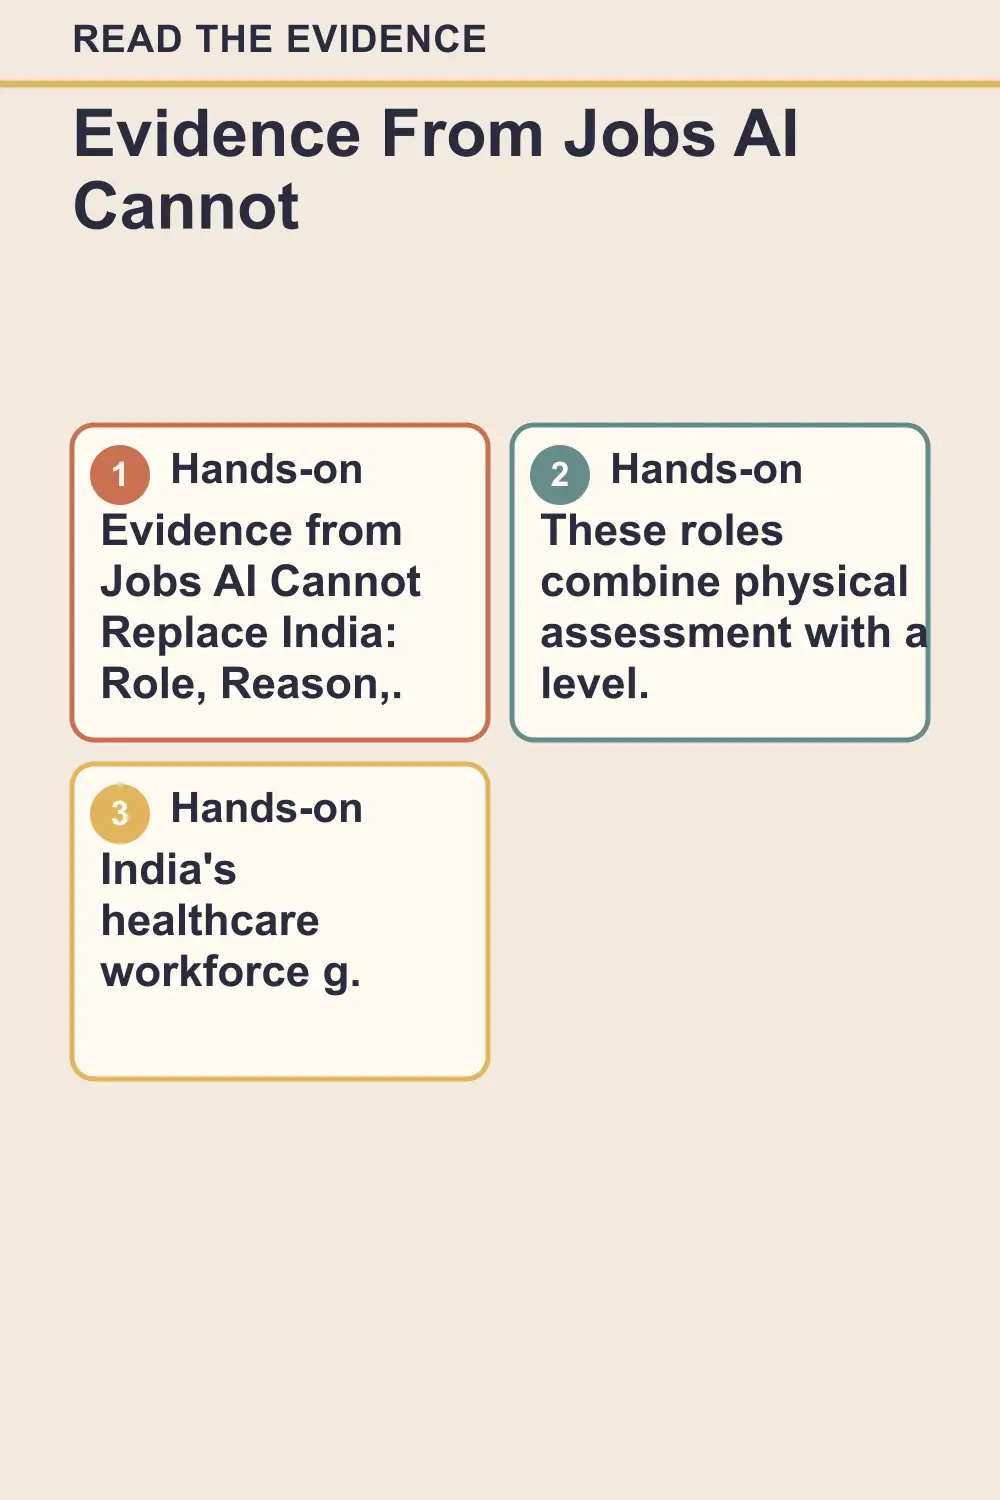 READ THE EVIDENCE
Evidence From Jobs AI
Cannot
1 Hands-on
Evidence from
Jobs AI Cannot
Replace India:
Role, Reason,.
2 Hands-on
These roles
combine physical
assessment with a
level.
3 Hands-on
India's
healthcare
workforce g.